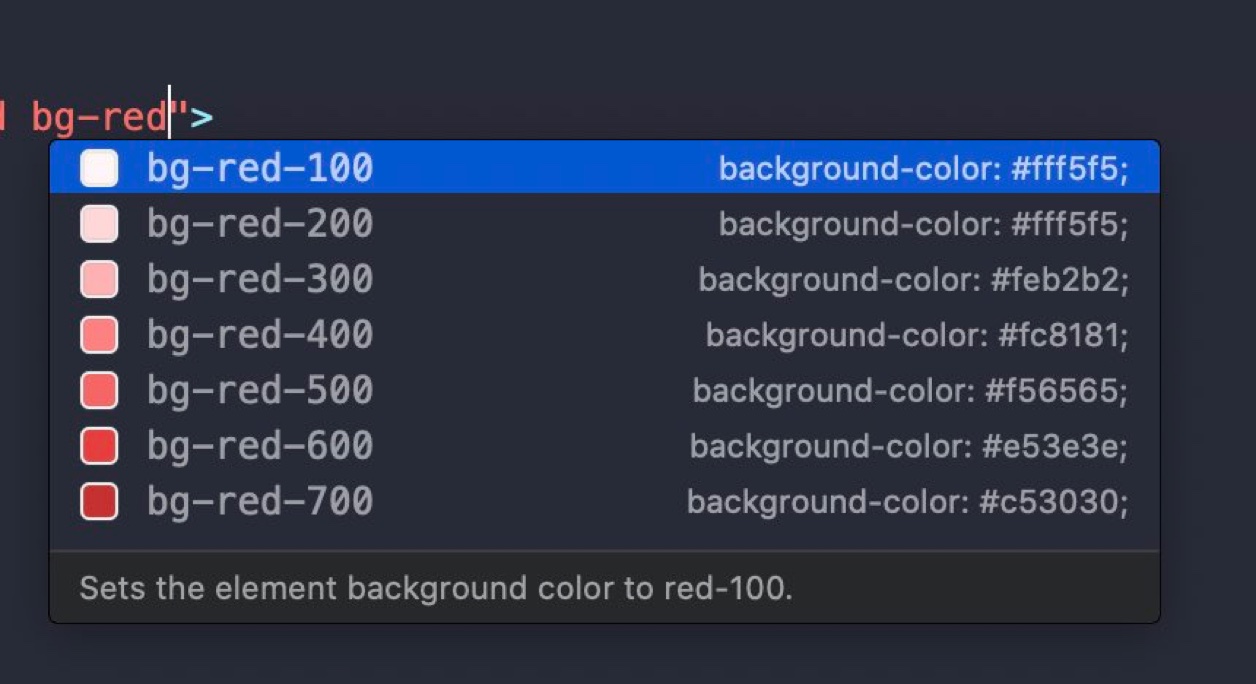 bg-red">
bg-red-100 background-color: #fff5f5;
bg-red-200 background-color: #fff5f5;
bg-red-300 background-color: #feb2b2;
bg-red-400 background-color: #fc8181;
bg-red-500 background-color: #f56565;
bg-red-600 background-color: #e53e3e;
bg-red-700 background-color: #c53030;
Sets the element background color to red-100.